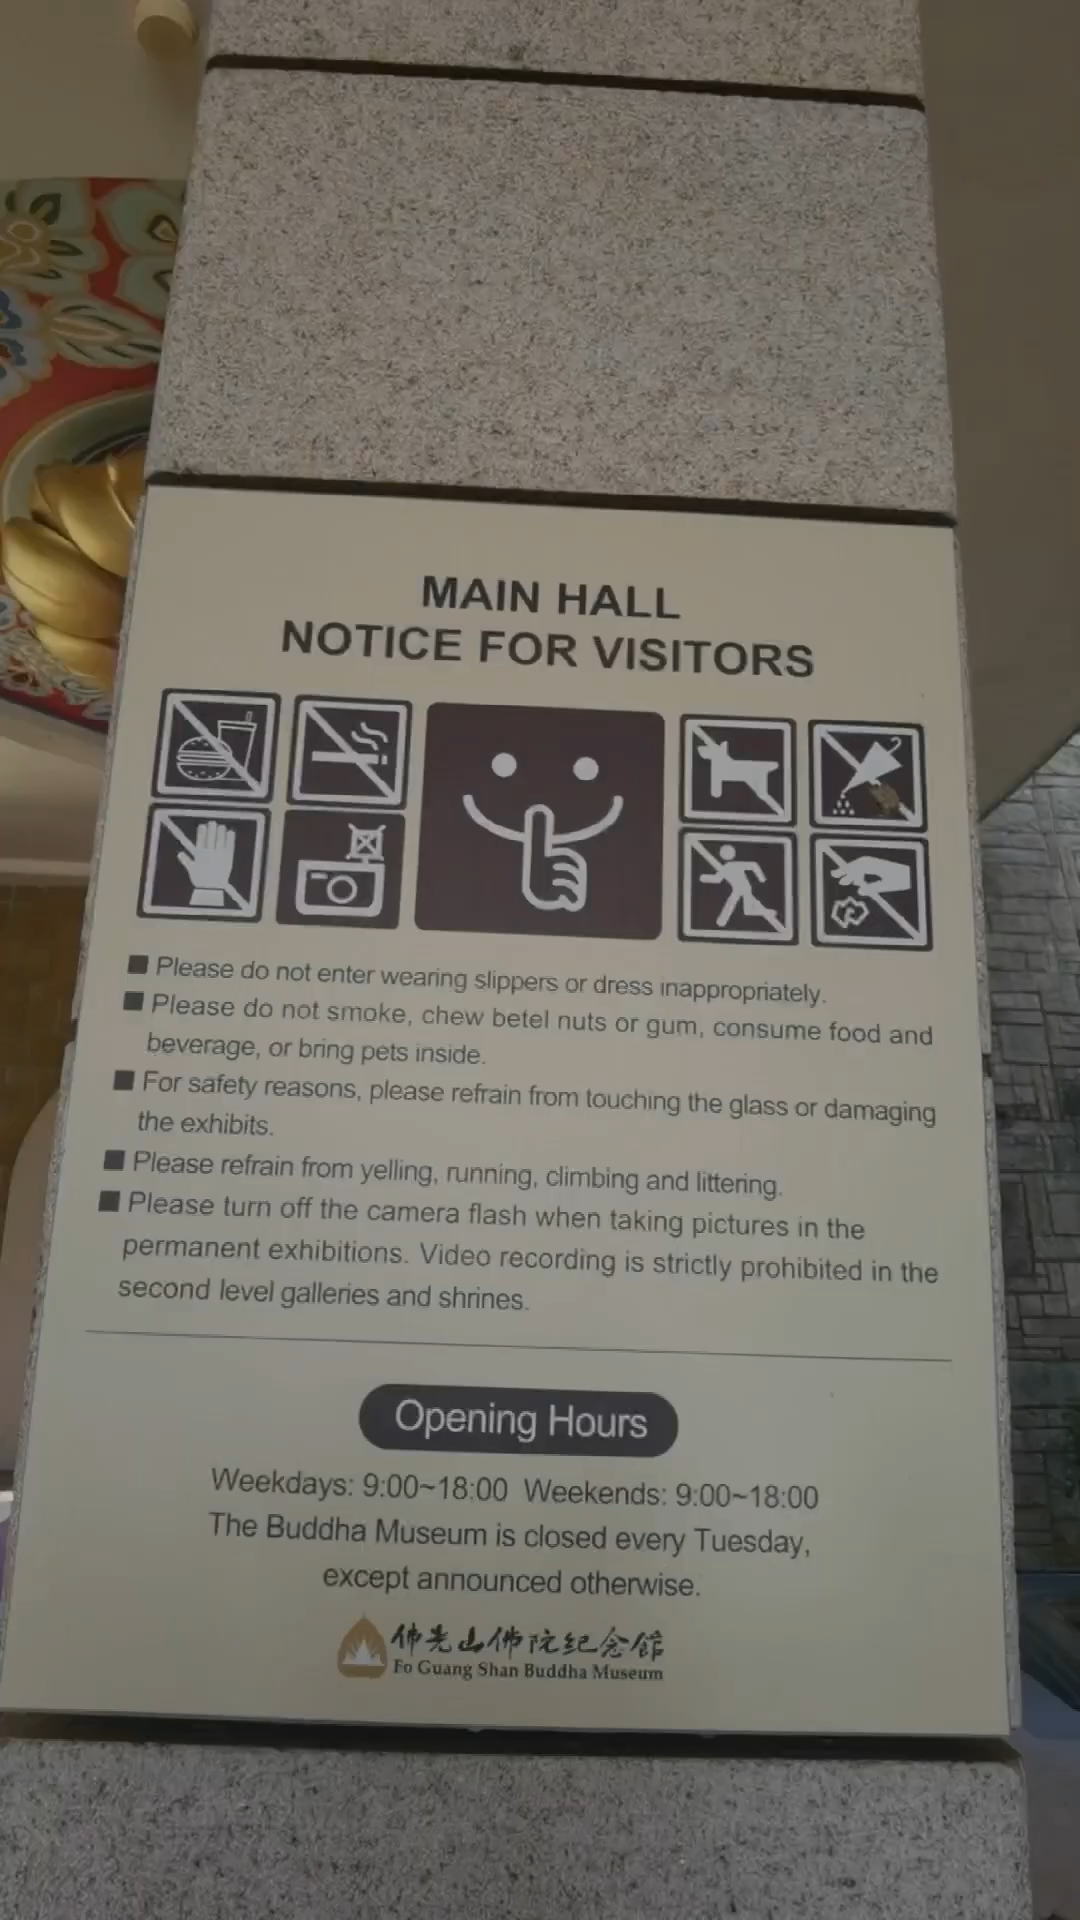 MAIN HALL
NOTICE FOR VISITORS
■ Please do not enter wearing slippers or dress inappropriately.
■ Please do not smoke, chew betel nuts or gum, consume food and
beverage, or bring pets inside.
■ For safety reasons, please refrain from touching the glass or damaging
the exhibits.
■ Please refrain from yelling, running, climbing and littering.
■ Please turn off the camera flash when taking pictures in the
permanent exhibitions. Video recording is strictly prohibited in the
second level galleries and shrines.
Opening Hours
Weekdays: 9:00~18:00 Weekends: 9:00~18:00
The Buddha Museum is closed every Tuesday,
except announced otherwise.
佛光山佛陀紀念館
Fo Guang Shan Buddha Museum